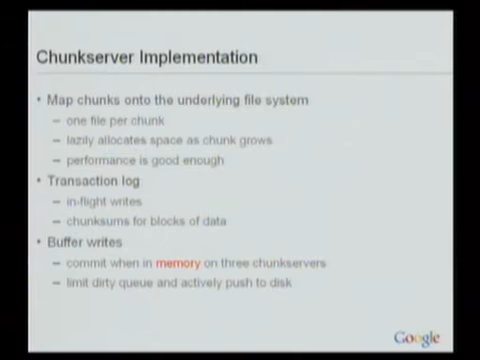 Chunkserver Implementation
• Map chunks onto the underlying file system
– one file per chunk
– lazily allocates space as chunk grows
– performance is good enough
• Transaction log
– in-flight writes
– chunksums for blocks of data
• Buffer writes
– commit when in memory on three chunkservers
– limit dirty queue and actively push to disk
Google